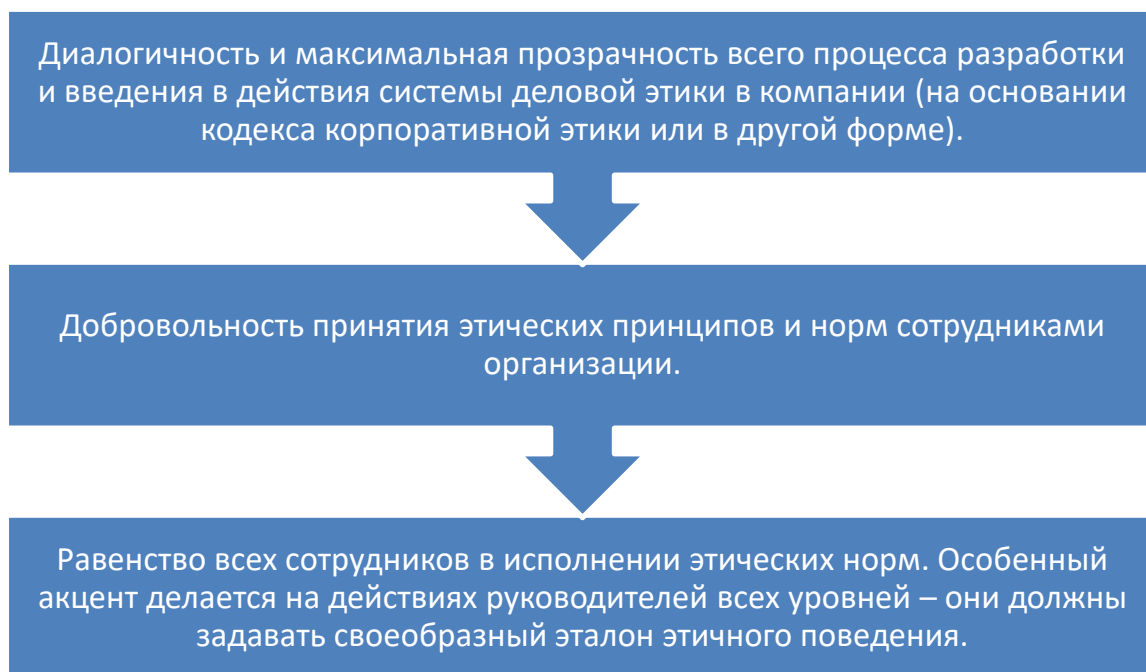 Диалогичность и максимальная прозрачность всего процесса разработки
и введения в действия системы деловой этики в компании (на основании
кодекса корпоративной этики или в другой форме).
Добровольность принятия этических принципов и норм сотрудниками
организации.
Равенство всех сотрудников в исполнении этических норм. Особенный
акцент делается на действиях руководителей всех уровней – они должны
задавать своеобразный эталон этичного поведения.